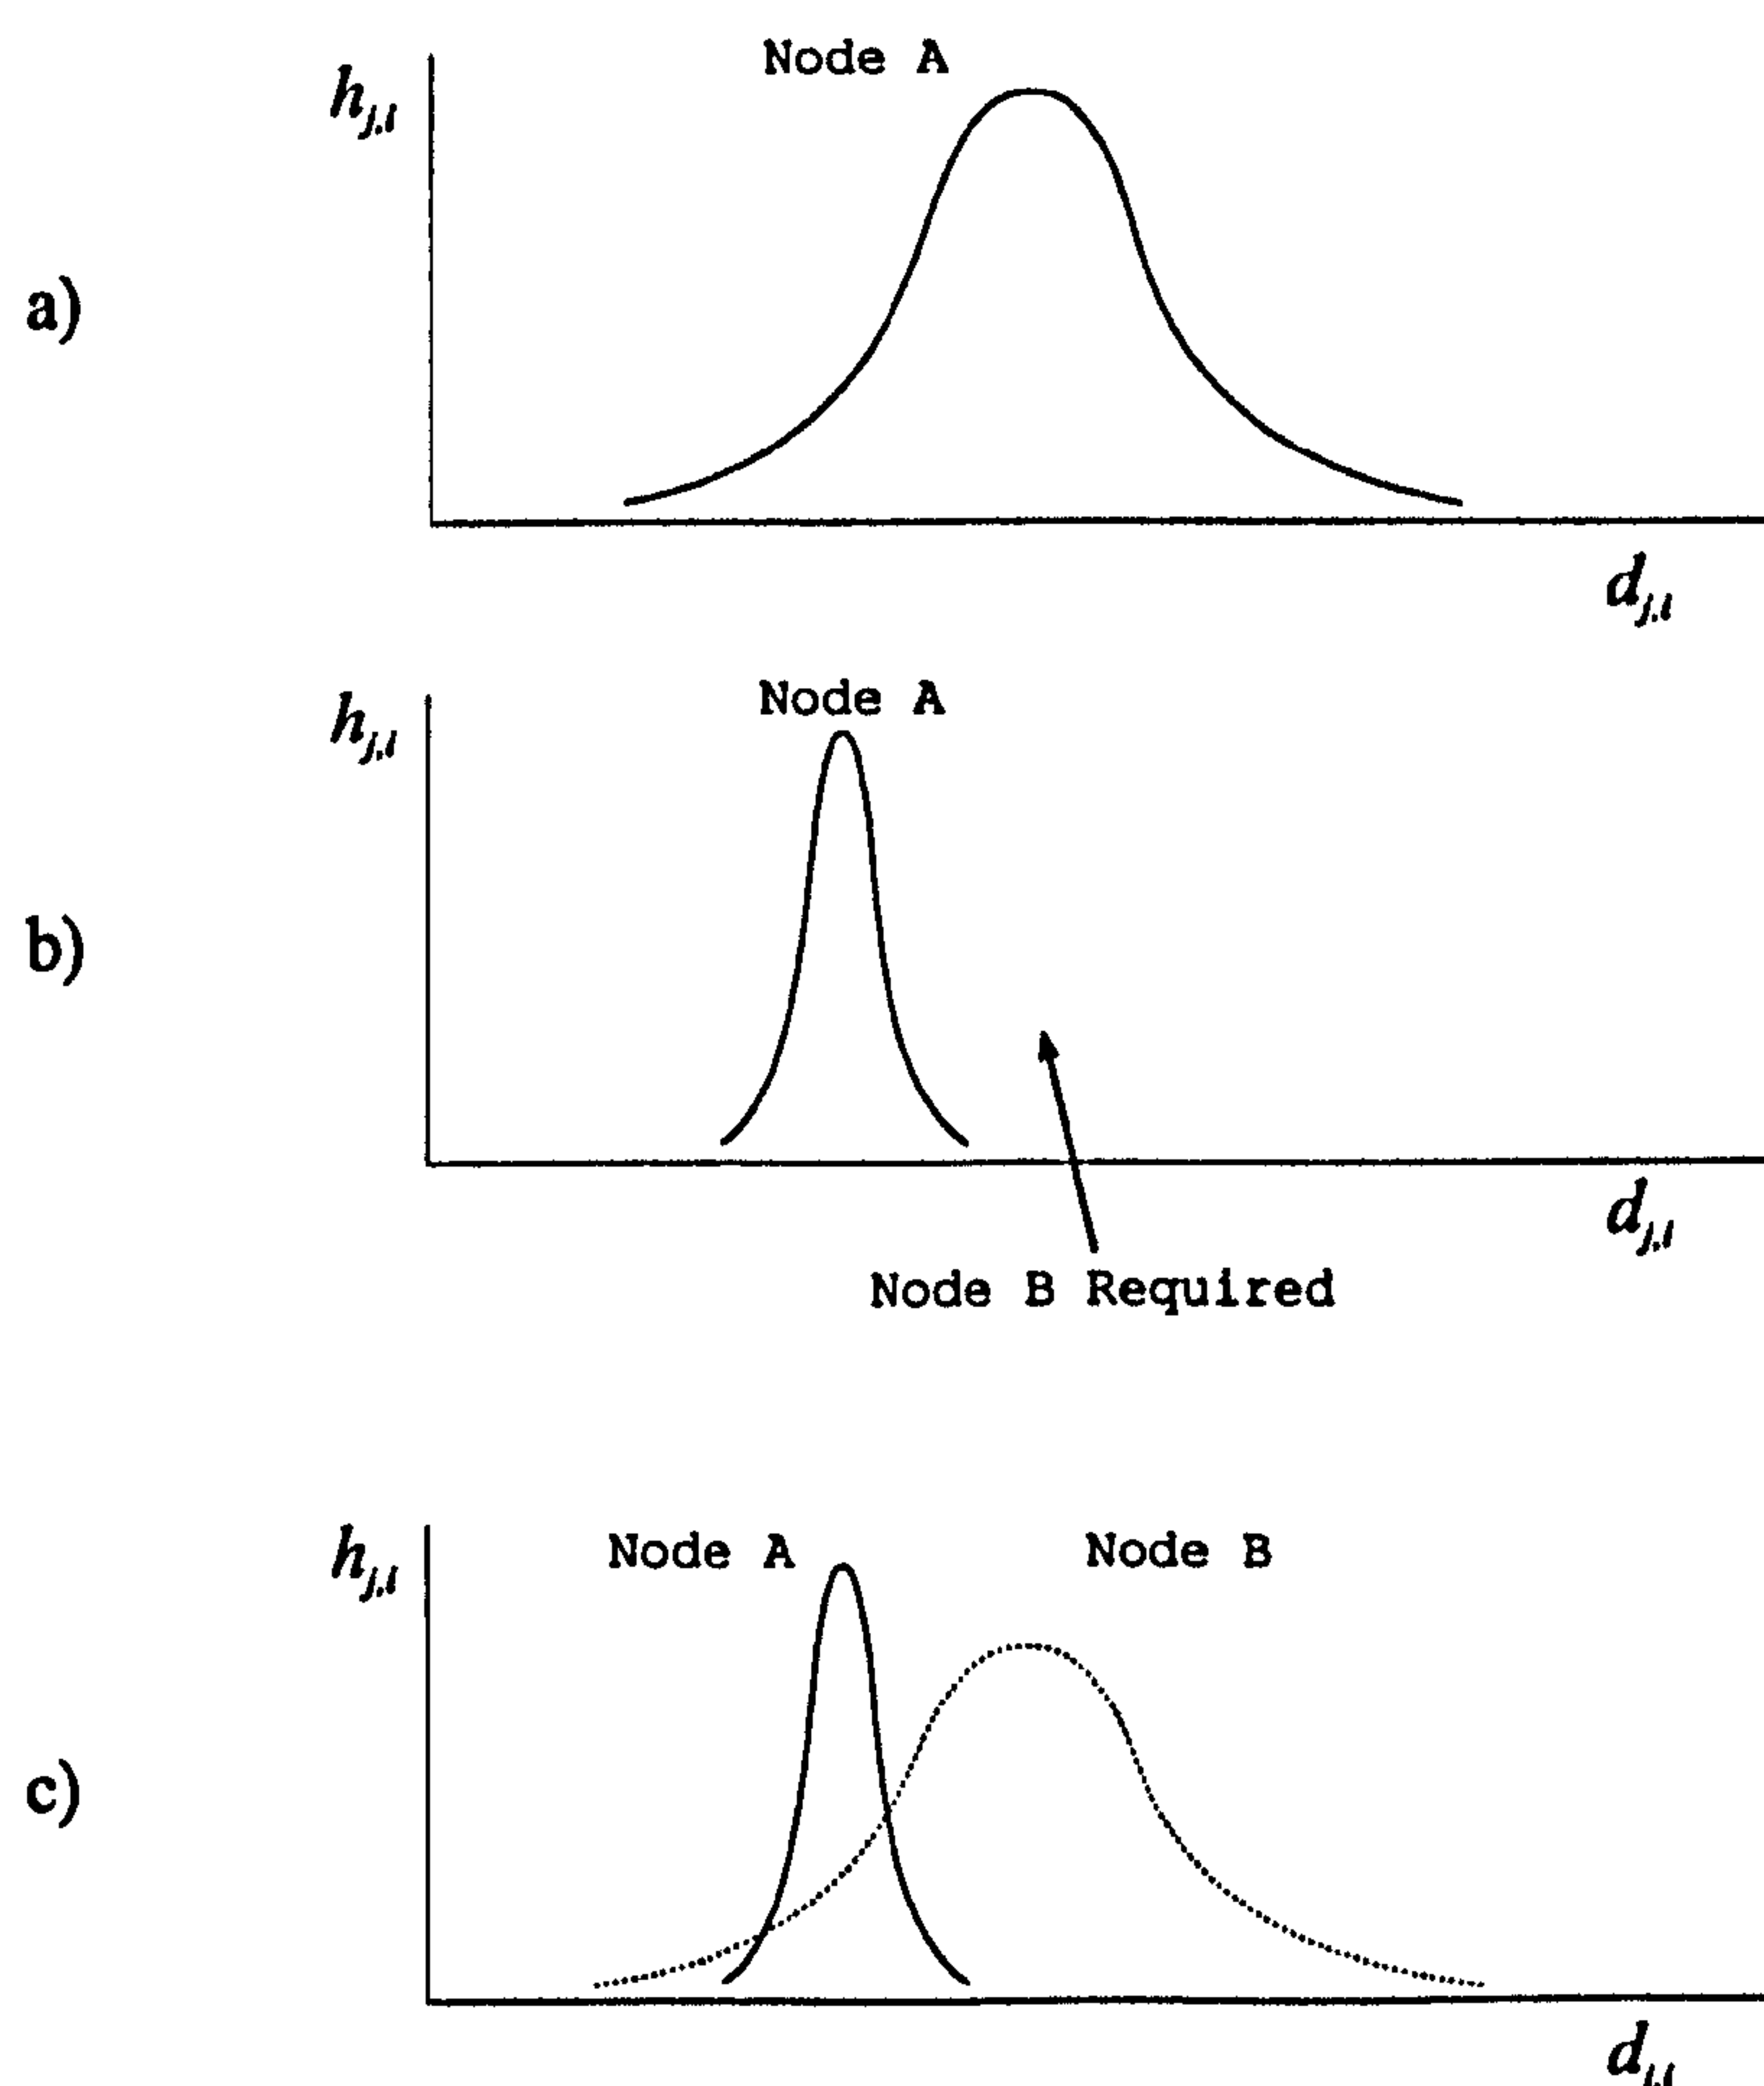 Node A
h_{j,i}
a)
d_{j,i}
Node A
h_{j,i}
b)
d_{j,i}
Node B Required
Node A Node B
h_{j,i}
c)
d_{j,i}